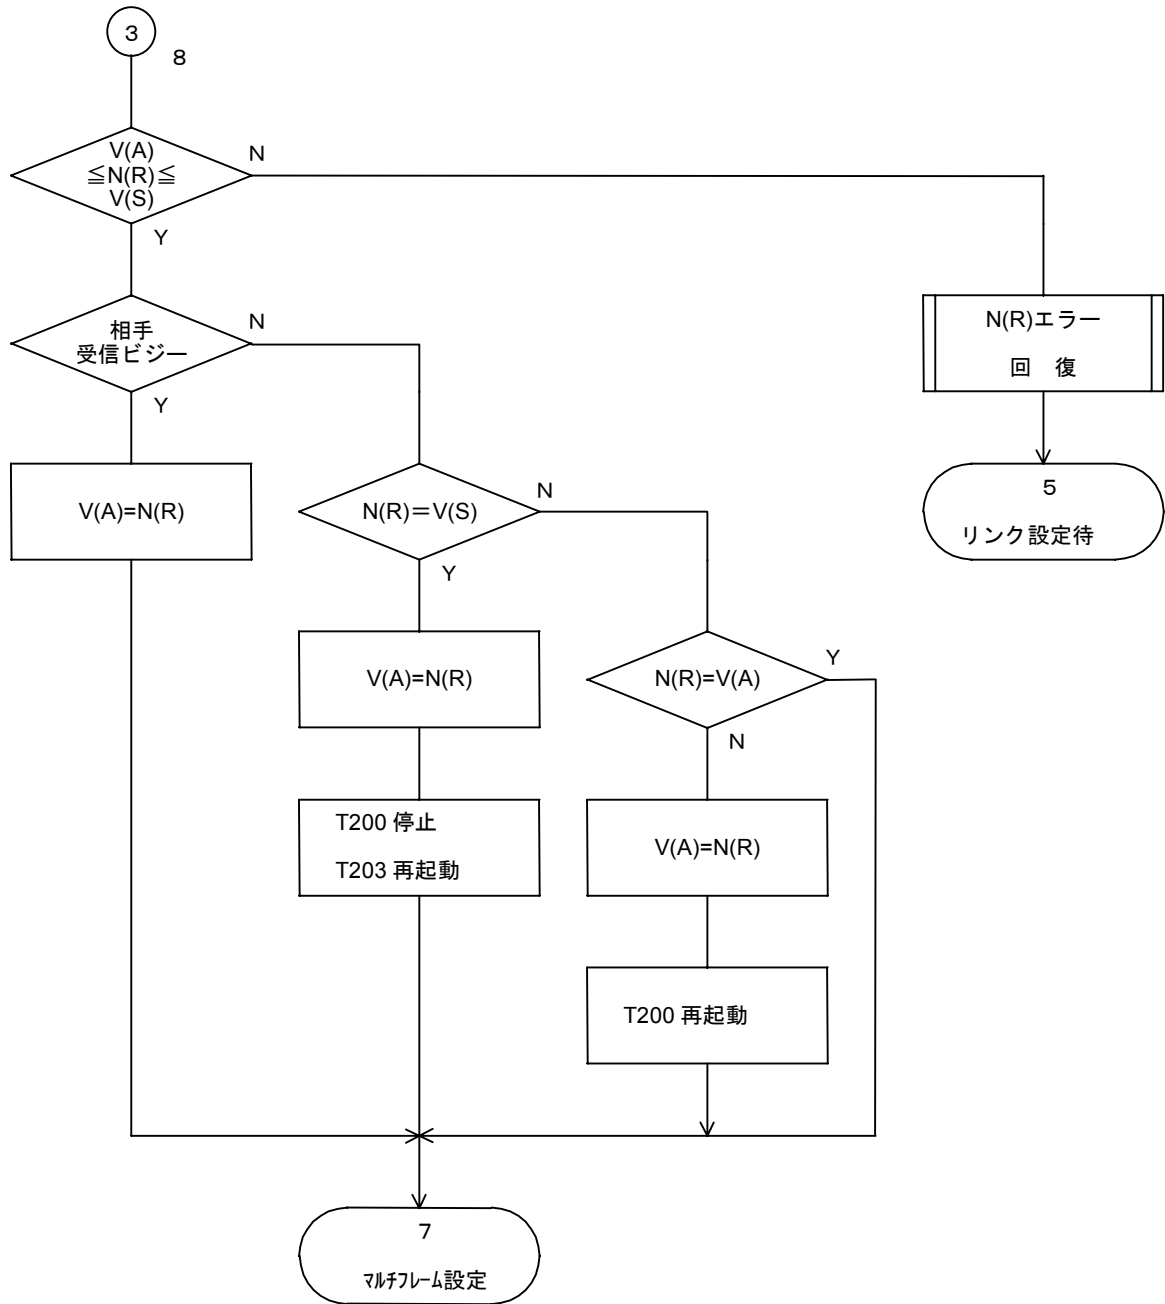 3
8
V(A)
≦N(R)≦
V(S)
N
Y
相手
受信ビジー
N
Y
N(R)エラー
回 復
V(A)=N(R)
N(R)=V(S)
N
Y
5
リンク設定待
V(A)=N(R)
N(R)=V(A)
Y
N
T200 停止
T203 再起動
V(A)=N(R)
T200 再起動
7
ﾏﾙﾁﾌﾚｰﾑ設定